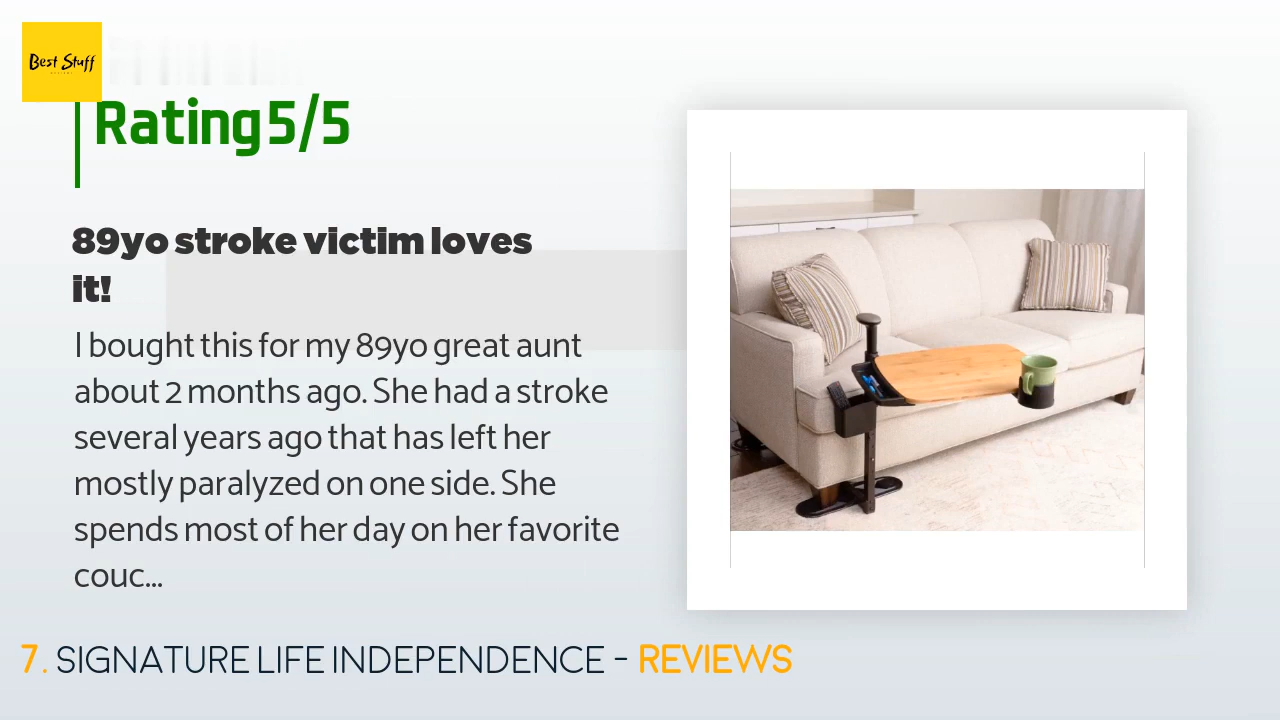 Best Stuff
Rating 5/5
89yo stroke victim loves
it!
I bought this for my 89yo great aunt
about 2 months ago. She had a stroke
several years ago that has left her
mostly paralyzed on one side. She
spends most of her day on her favorite
couc...
7. SIGNATURE LIFE INDEPENDENCE - REVIEWS